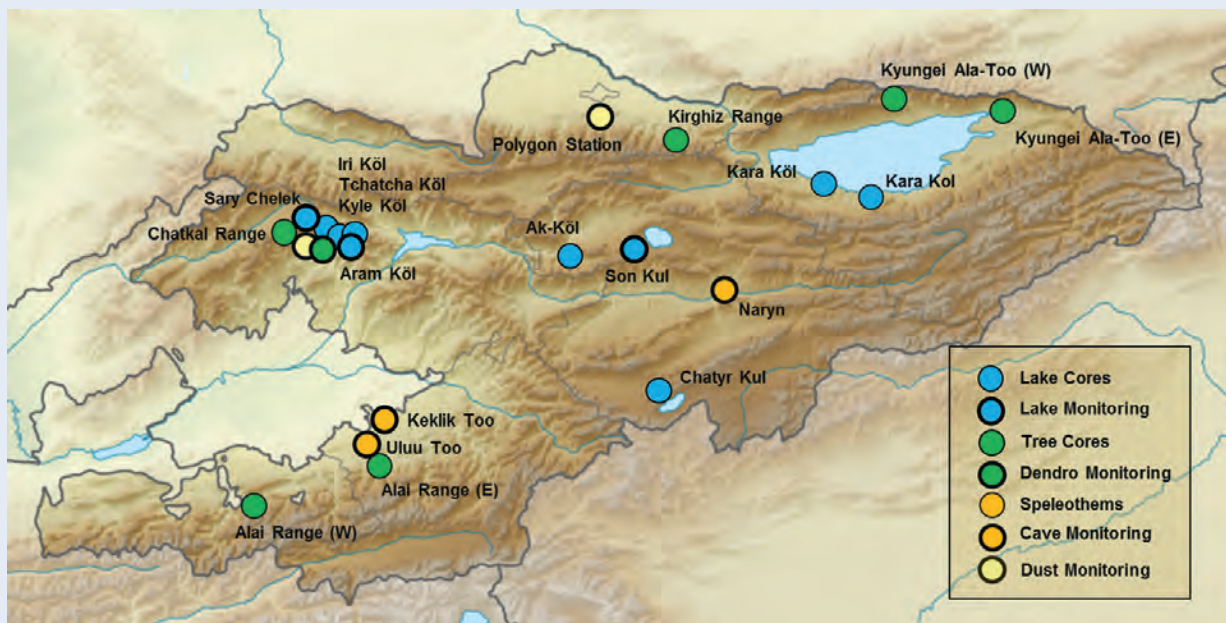 Kyungei Ala-Too (W)
Kirghiz Range
Polygon Station
Kyungei Ala-Too (E)
Iri Köl
Tchatcha Köl
Kyle Köl
Kara Köl
Kara Kol
Sary Chelek
Chatkal Range
Ak-Köl
Aram Köl
Son Kul
Naryn
Chatyr Kul
Keklik Too
Uluu Too
Alai Range (E)
Alai Range (W)
Lake Cores
Lake Monitoring
Tree Cores
Dendro Monitoring
Speleothems
Cave Monitoring
Dust Monitoring